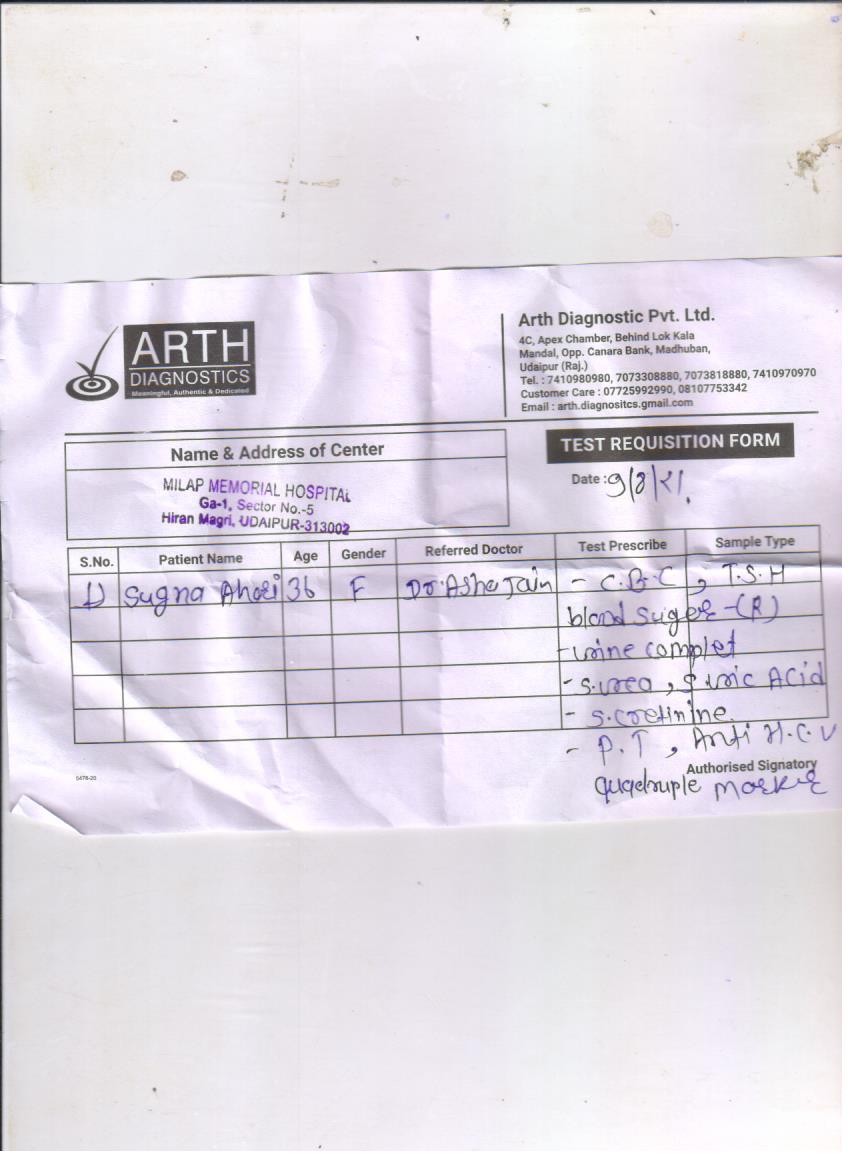 ARTH
DIAGNOSTICS
Meaningful, Authentic & Dedicated
Arth Diagnostic Pvt. Ltd.
4C, Apex Chamber, Behind Lok Kala
Mandal, Opp. Canara Bank, Madhuban,
Udaipur (Raj.)
Tel. : 7410980980, 7073308880, 7073818880, 7410970970
Customer Care : 07725992990, 08107753342
Email : arth.diagnositcs.gmail.com
Name & Address of Center
MILAP MEMORIAL HOSPITAL
Ga-1, Sector No.-5
Hiran Magri, UDAIPUR-313002
TEST REQUISITION FORM
Date : 9/8/21.
S.No. Patient Name Age Gender Referred Doctor Test Prescribe Sample Type
1) Sugna Ahari 36 F Dr. Asha Jain - C.B.C , T.S.H
blood suger - (R)
- urine complet
- S.urea , S uric Acid
- S.cretinine
- P.T , Anti H.C.V
Authorised Signatory
quadruple marker
5478-20